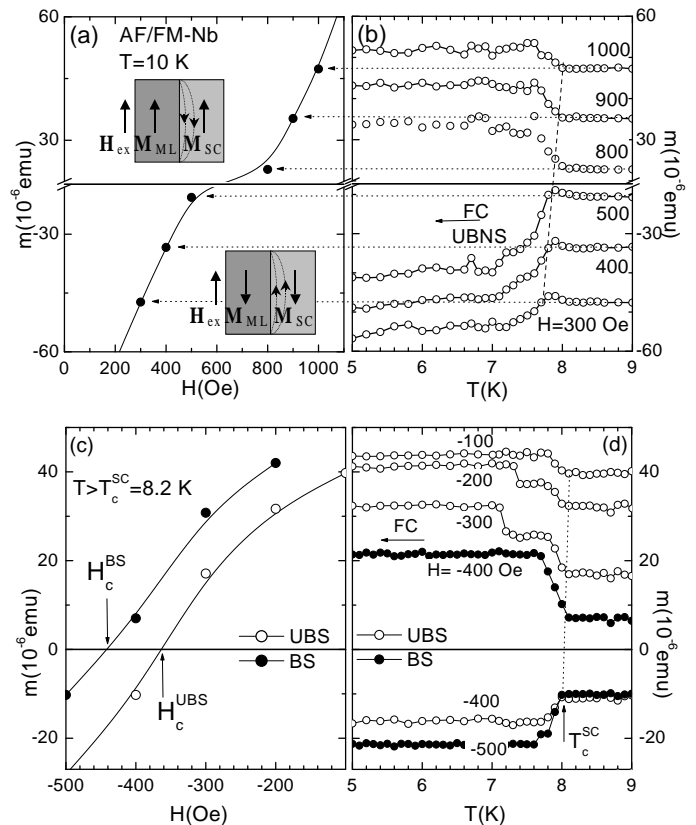 (a)
AF/FM-Nb
T=10 K
H_ex M_ML M_SC
H_ex M_ML M_SC
m(10^-6 emu)
60
30
-30
-60
0 200 400 600 800 1000
H(Oe)
(b)
1000
900
800
500
400
H=300 Oe
FC
UBNS
60
30
-30
-60
m(10^-6 emu)
5 6 7 8 9
T(K)
(c)
T>T_c^SC=8.2 K
H_c^BS
H_c^UBS
UBS
BS
m(10^-6 emu)
40
20
0
-20
-500 -400 -300 -200
H(Oe)
(d)
-100
-200
-300
FC
H= -400 Oe
UBS
BS
-400
-500
T_c^SC
40
20
0
-20
m(10^-6 emu)
5 6 7 8 9
T(K)